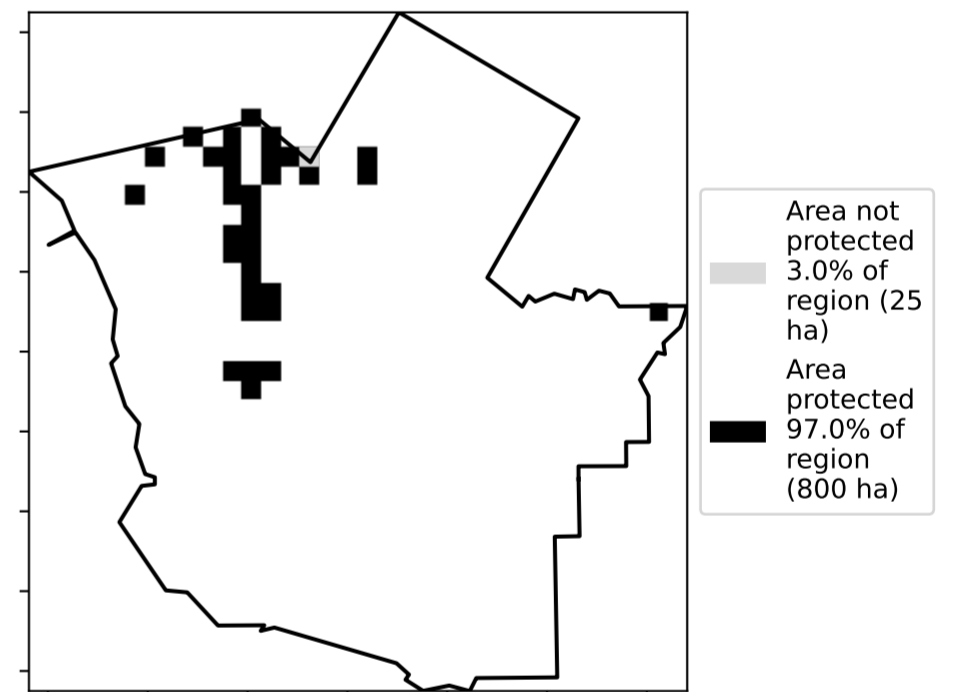 Area not
protected
3.0% of
region (25
ha)
Area
protected
97.0% of
region
(800 ha)